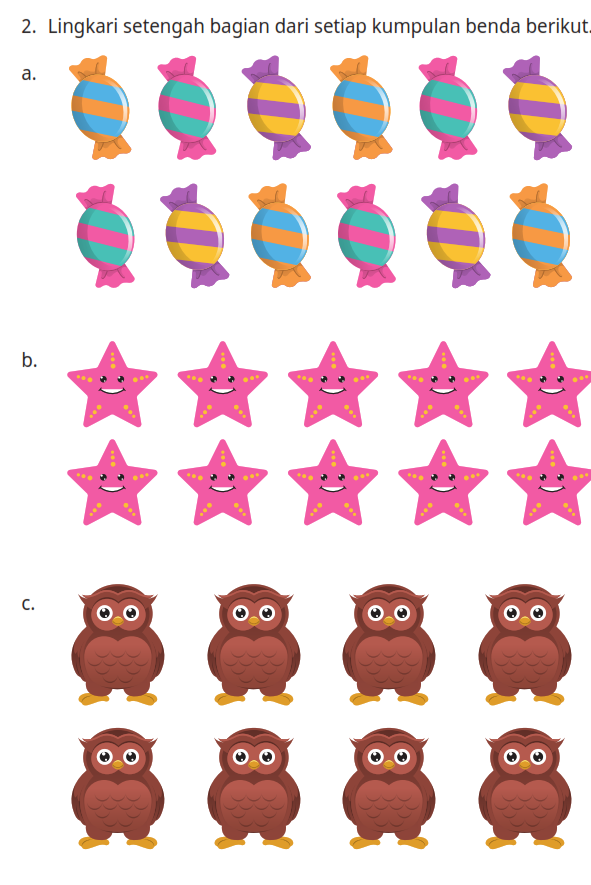 2. Lingkari setengah bagian dari setiap kumpulan benda berikut.
a.
b.
c.